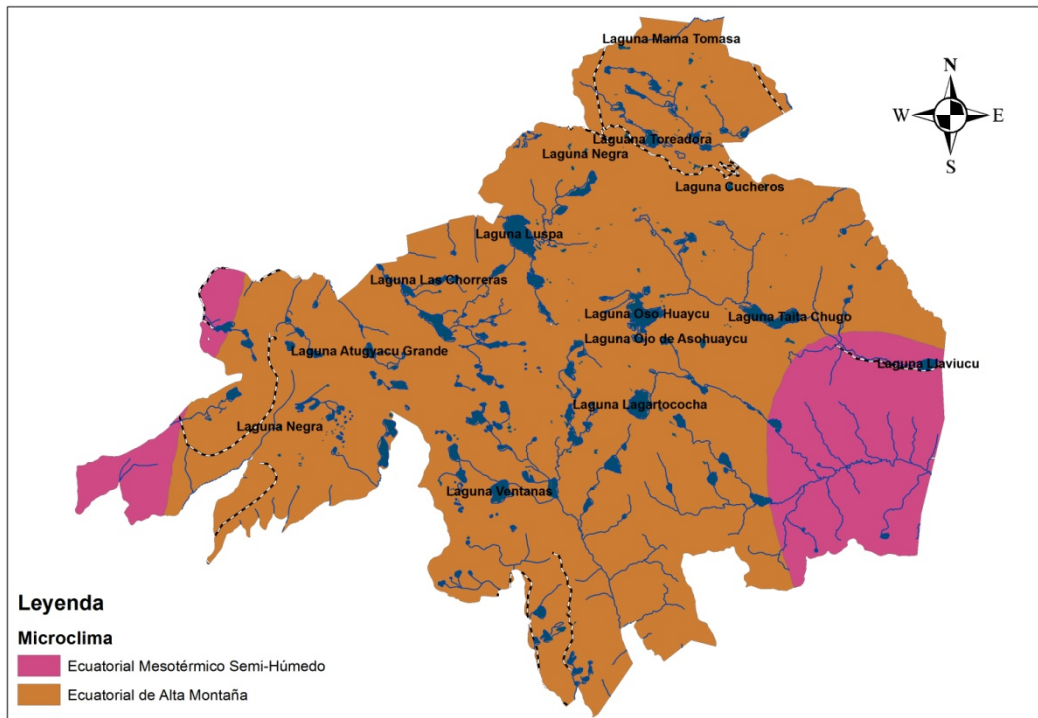 Laguna Mama Tomasa
N
W
E
S
Laguana Toreadora
Laguna Negra
Laguna Cucheros
Laguna Luspa
Laguna Las Chorreras
Laguna Oso Huaycu
Laguna Taita Chugo
Laguna Ojo de Asohuaycu
Laguna Atugyacu Grande
Laguna Llaviucu
Laguna Lagartococha
Laguna Negra
Laguna Ventanas
Leyenda
Microclima
Ecuatorial Mesotérmico Semi-Húmedo
Ecuatorial de Alta Montaña